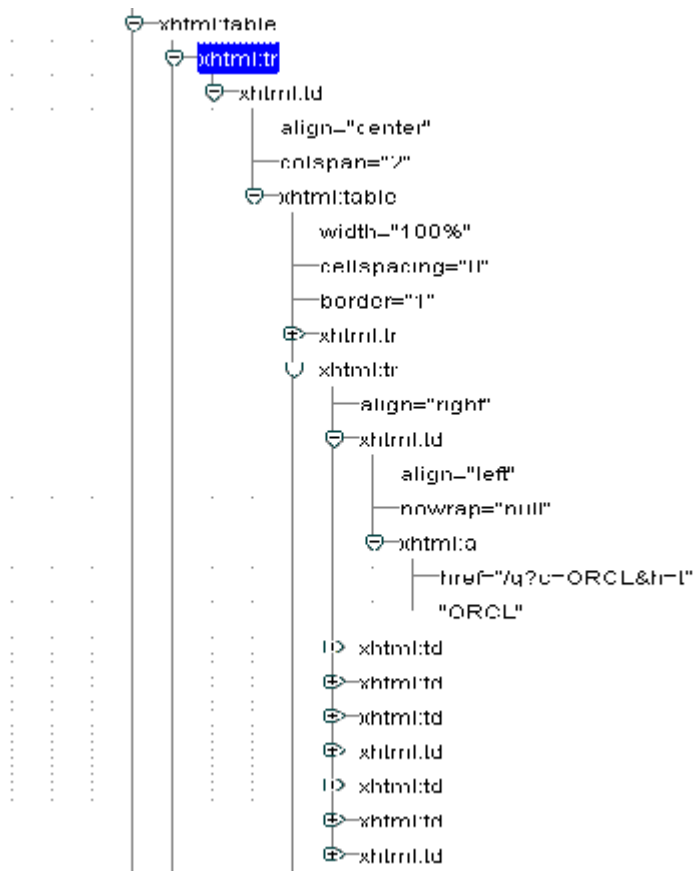 xhtml:table
xhtml:tr
xhtml:td
align="center"
colspan="2"
xhtml:table
width="100%"
cellspacing="0"
border="1"
xhtml:tr
xhtml:tr
align="right"
xhtml:td
align="left"
nowrap="null"
xhtml:a
href="/q?c=ORCL&h=t"
"ORCL"
xhtml:td
xhtml:td
xhtml:td
xhtml:td
xhtml:td
xhtml:td
xhtml:td